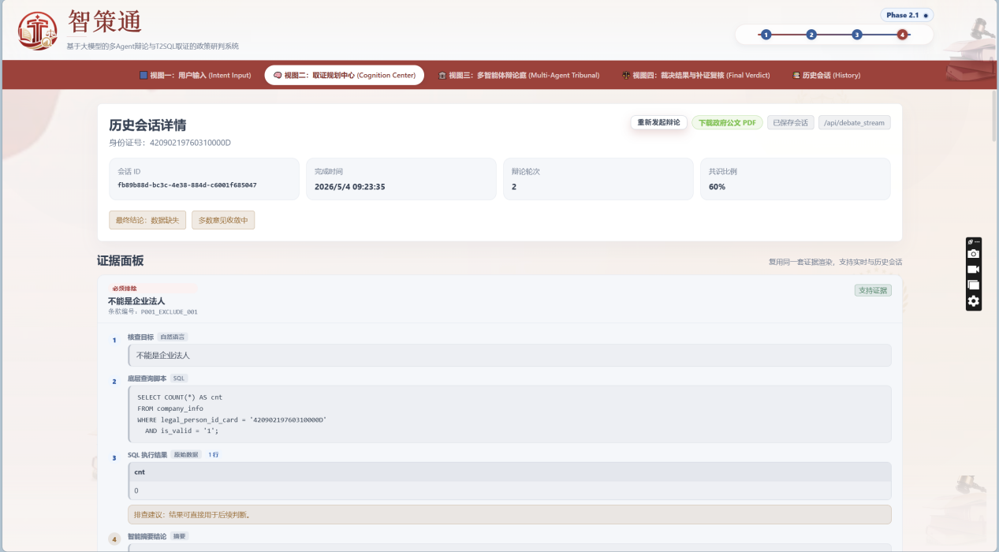 智策通
基于大模型的多Agent辩论与T2SQL取证的政策研判系统
Phase 2.1
1 2 3 4
视图一：用户输入 (Intent Input)
视图二：取证规划中心 (Cognition Center)
视图三：多智能体辩论庭 (Multi-Agent Tribunal)
视图四：裁决结果与补证复核 (Final Verdict)
历史会话 (History)
历史会话详情
身份证号：42090219760310000D
重新发起辩论
下载政府公文 PDF
已保存会话
/api/debate_stream
会话 ID
fb89b88d-bc3c-4e38-884d-c6001f685047
完成时间
2026/5/4 09:23:35
辩论轮次
2
共识比例
60%
最终结论：数据缺失
多数意见收敛中
证据面板
复用同一套证据渲染，支持实时与历史会话
必须排除
不能是企业法人
条款编号：P001_EXCLUDE_001
支持证据
1 核查目标 自然语言
不能是企业法人
2 底层查询脚本 SQL
SELECT COUNT(*) AS cnt
FROM company_info
WHERE legal_person_id_card = '42090219760310000D'
AND is_valid = '1';
3 SQL 执行结果 原始数据 1 行
cnt
0
排查建议：结果可直接用于后续判断。
4 智能摘要结论 摘要